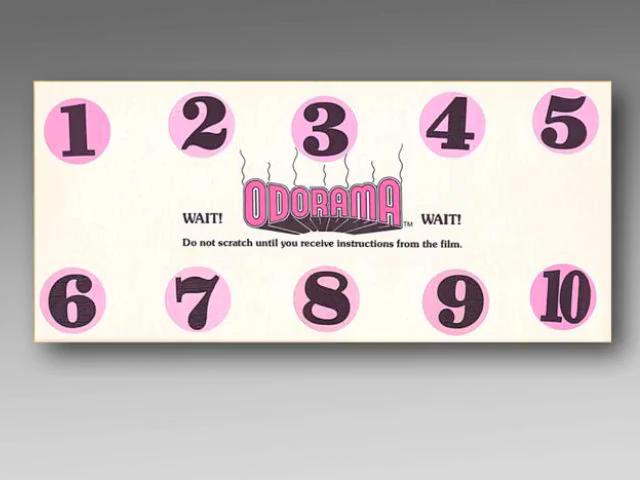 1 2 3 4 5
ODORAMA™
WAIT! WAIT!
Do not scratch until you receive instructions from the film.
6 7 8 9 10